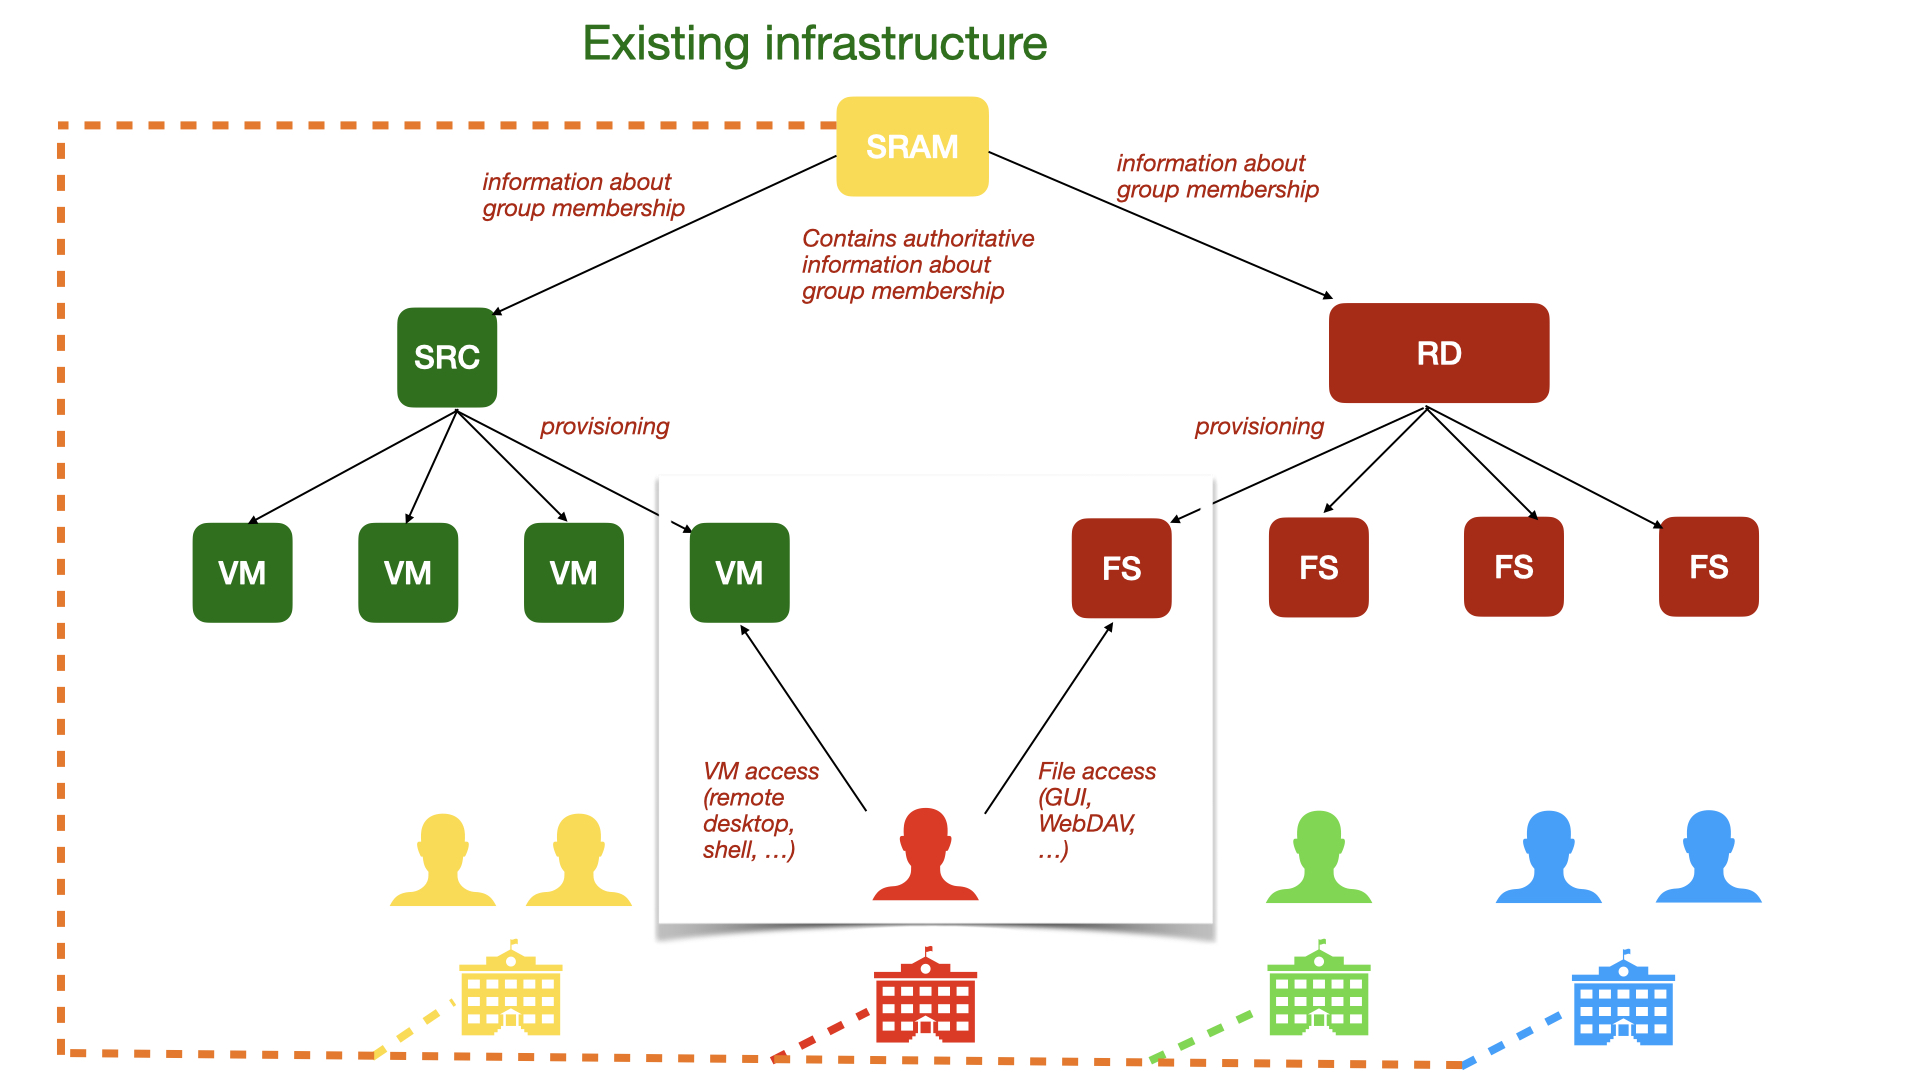 Existing infrastructure
SRAM
information about
group membership
information about
group membership
Contains authoritative
information about
group membership
SRC
RD
provisioning
provisioning
VM
VM
VM
VM
FS
FS
FS
FS
VM access
(remote
desktop,
shell, …)
File access
(GUI,
WebDAV,
…)